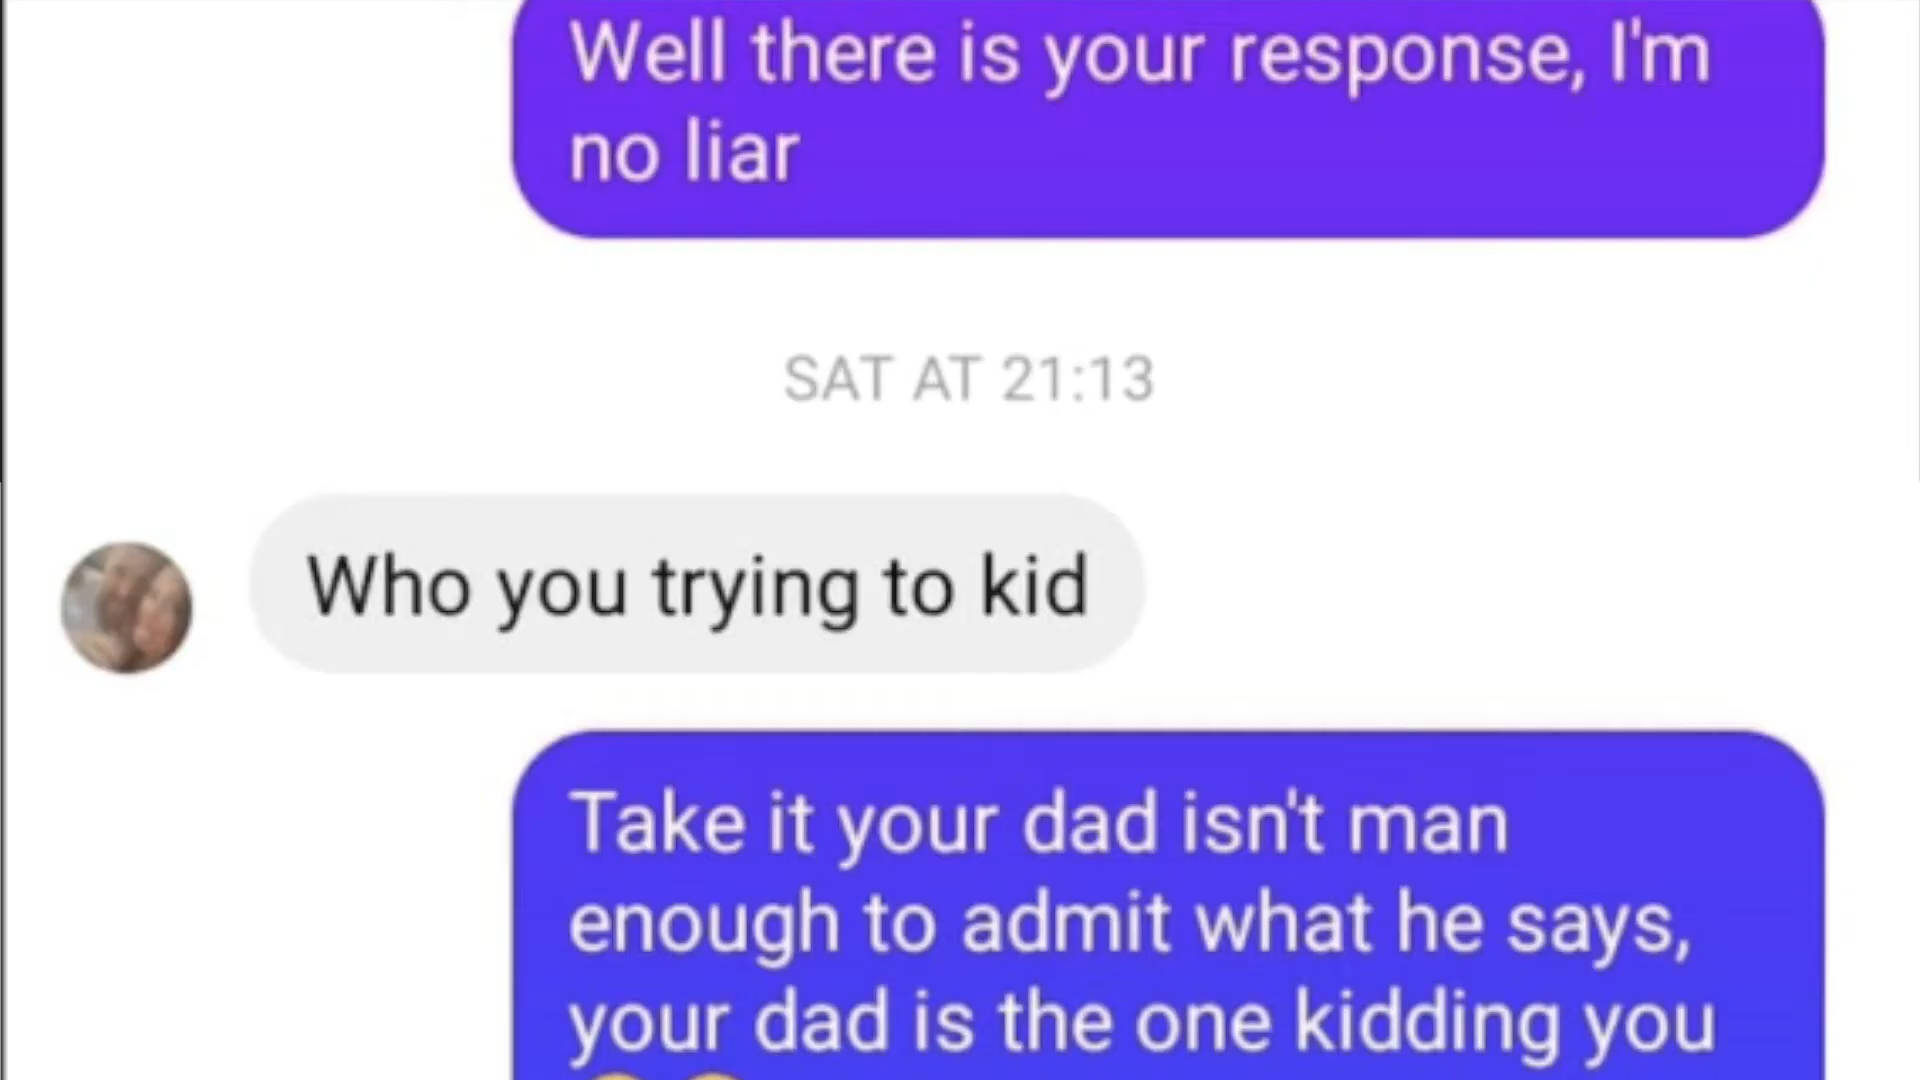 Well there is your response, I'm
no liar
SAT AT 21:13
Who you trying to kid
Take it your dad isn't man
enough to admit what he says,
your dad is the one kidding you